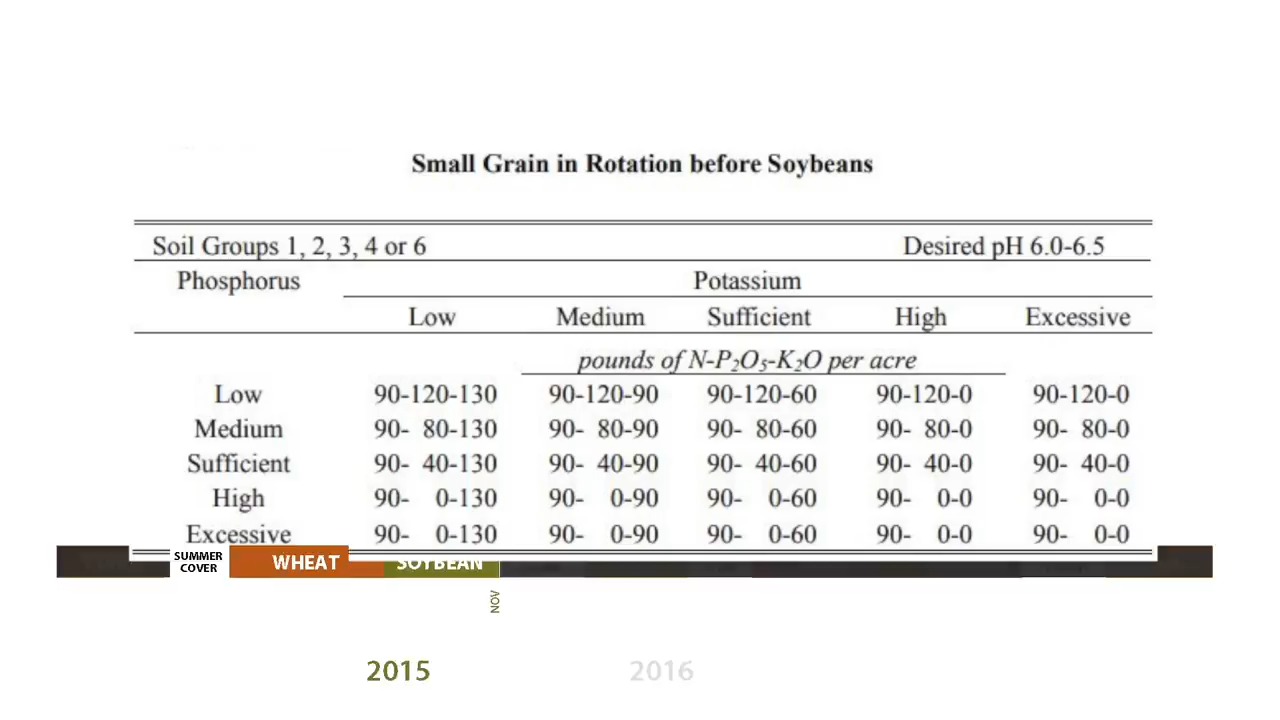 Small Grain in Rotation before Soybeans
Soil Groups 1, 2, 3, 4 or 6 Desired pH 6.0-6.5
Phosphorus Potassium
Low Medium Sufficient High Excessive
pounds of N-P₂O₅-K₂O per acre
Low 90-120-130 90-120-90 90-120-60 90-120-0 90-120-0
Medium 90- 80-130 90- 80-90 90- 80-60 90- 80-0 90- 80-0
Sufficient 90- 40-130 90- 40-90 90- 40-60 90- 40-0 90- 40-0
High 90- 0-130 90- 0-90 90- 0-60 90- 0-0 90- 0-0
Excessive 90- 0-130 90- 0-90 90- 0-60 90- 0-0 90- 0-0
SUMMER
COVER
WHEAT
SOYBEAN
NOV
2015 2016